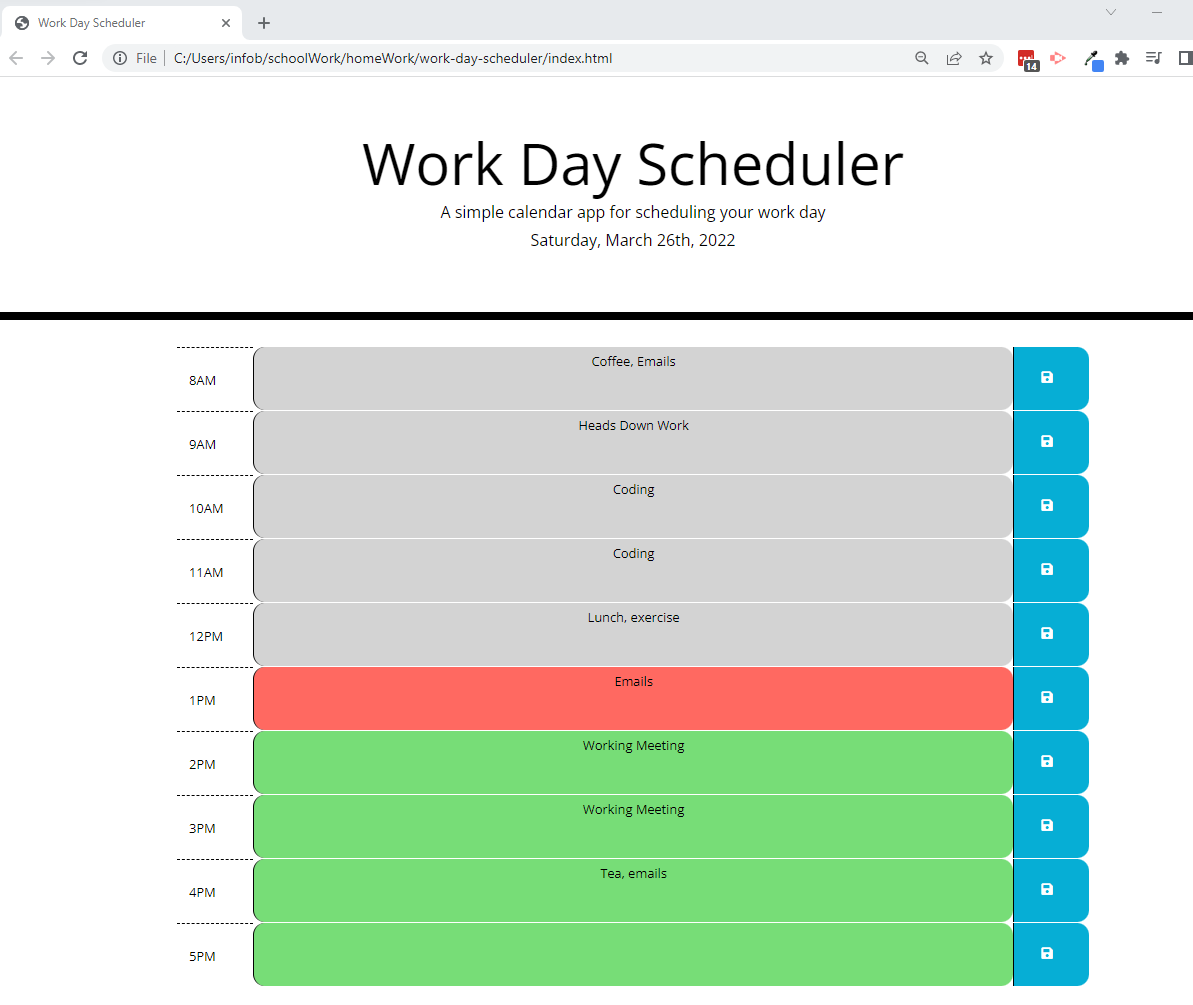 Work Day Scheduler
File C:/Users/infob/schoolWork/homeWork/work-day-scheduler/index.html
14
Work Day Scheduler
A simple calendar app for scheduling your work day
Saturday, March 26th, 2022
8AM Coffee, Emails
9AM Heads Down Work
10AM Coding
11AM Coding
12PM Lunch, exercise
1PM Emails
2PM Working Meeting
3PM Working Meeting
4PM Tea, emails
5PM